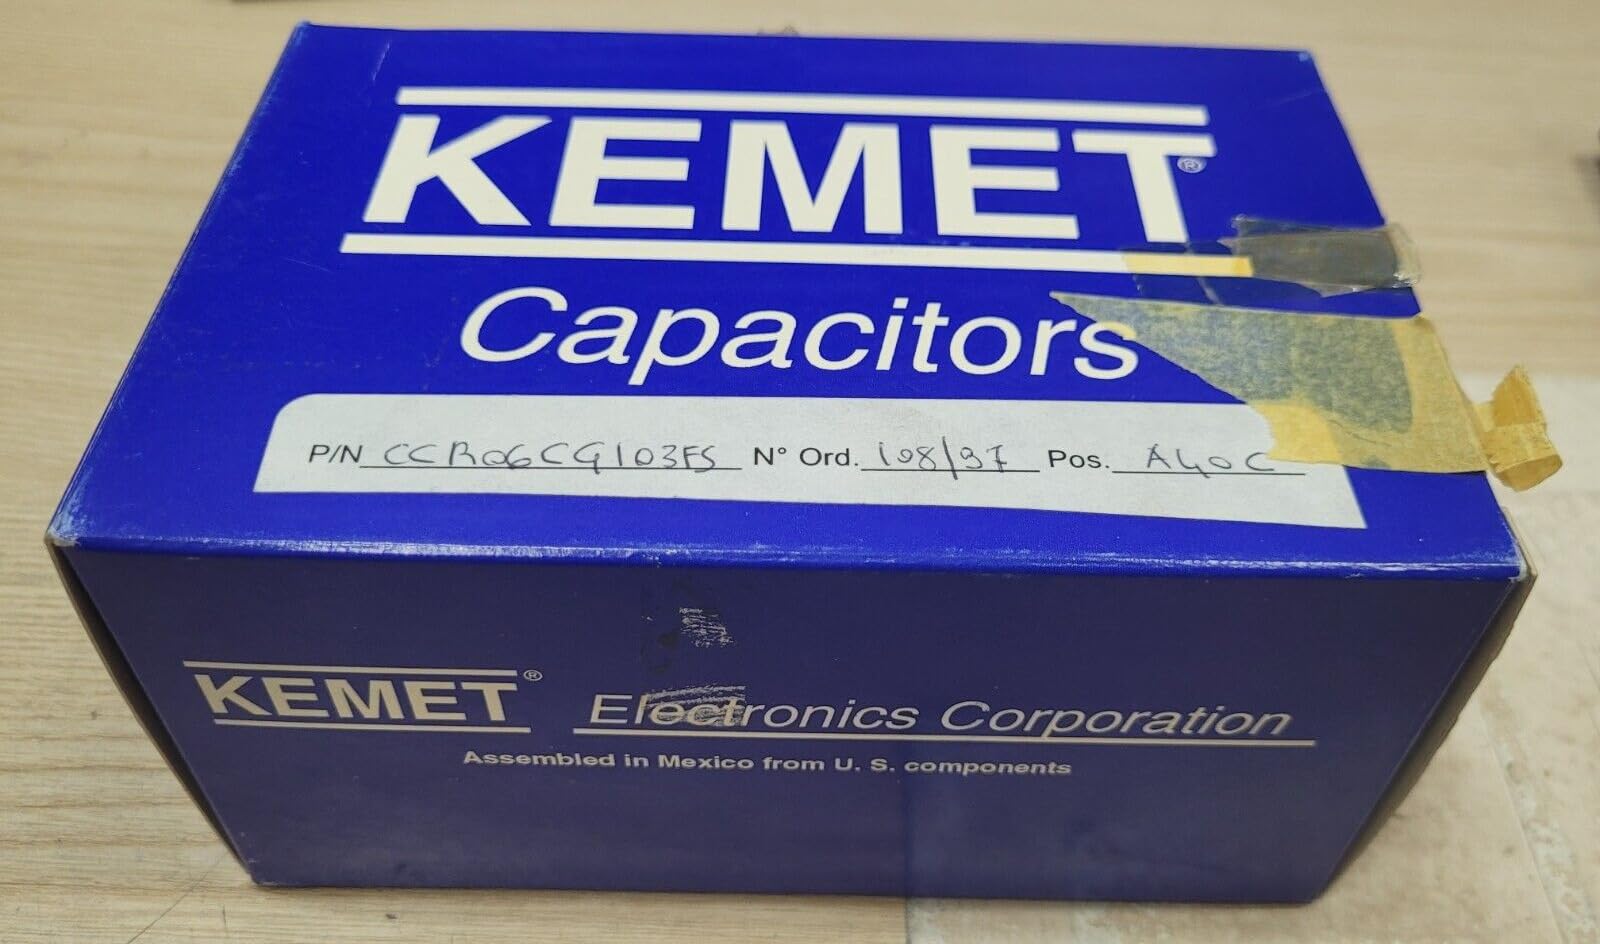 KEMET®
Capacitors
P/N CCR06CG103FS N° Ord. 108/97 Pos. A40C
KEMET® Electronics Corporation
Assembled in Mexico from U. S. components